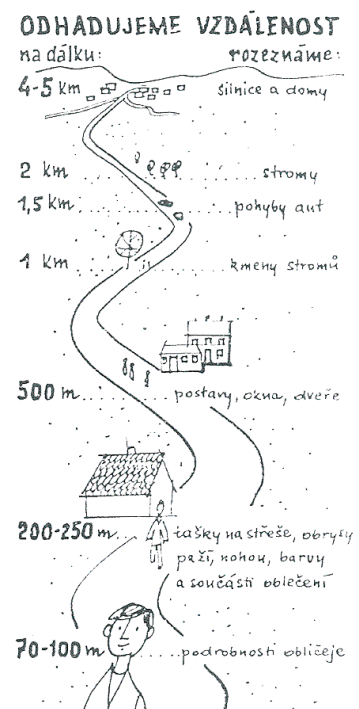 ODHADUJEME VZDÁLENOST
na dálku: rozeznáme:
4-5 km silnice a domy
2 km stromy
1,5 km pohyby aut
1 km kmeny stromů
500 m postavy, okna, dveře
200-250 m tašky na střeše, obrysy
paží, nohou, barvy
a součásti oblečení
70-100 m podrobnosti obličeje